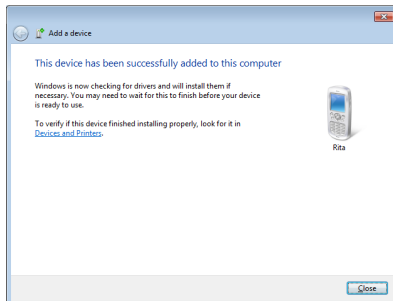 Add a device
This device has been successfully added to this computer
Windows is now checking for drivers and will install them if
necessary. You may need to wait for this to finish before your device
is ready to use.
To verify if this device finished installing properly, look for it in
Devices and Printers.
Rita
Close